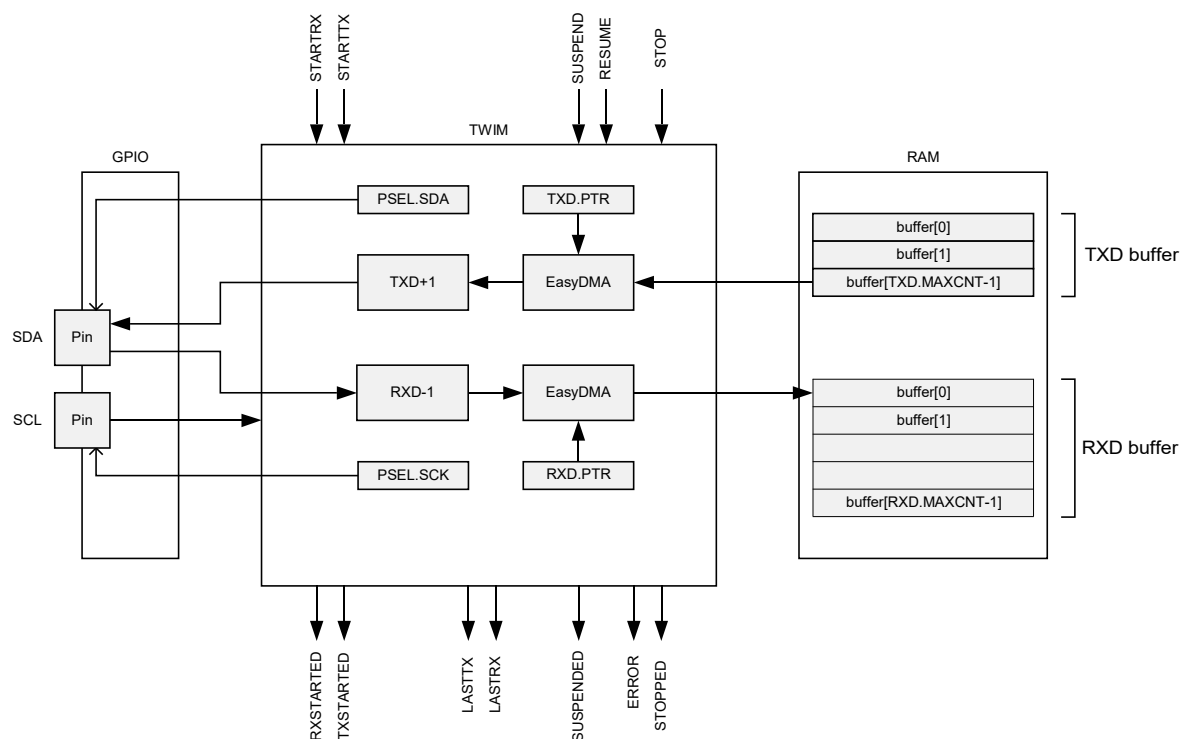 STARTRX
STARTTX
SUSPEND
RESUME
STOP
TWIM
GPIO
RAM
PSEL.SDA
TXD.PTR
buffer[0]
buffer[1]
buffer[TXD.MAXCNT-1]
TXD buffer
TXD+1
EasyDMA
SDA
Pin
RXD-1
EasyDMA
buffer[0]
buffer[1]
buffer[RXD.MAXCNT-1]
RXD buffer
SCL
Pin
PSEL.SCK
RXD.PTR
RXSTARTED
TXSTARTED
LASTTX
LASTRX
SUSPENDED
ERROR
STOPPED